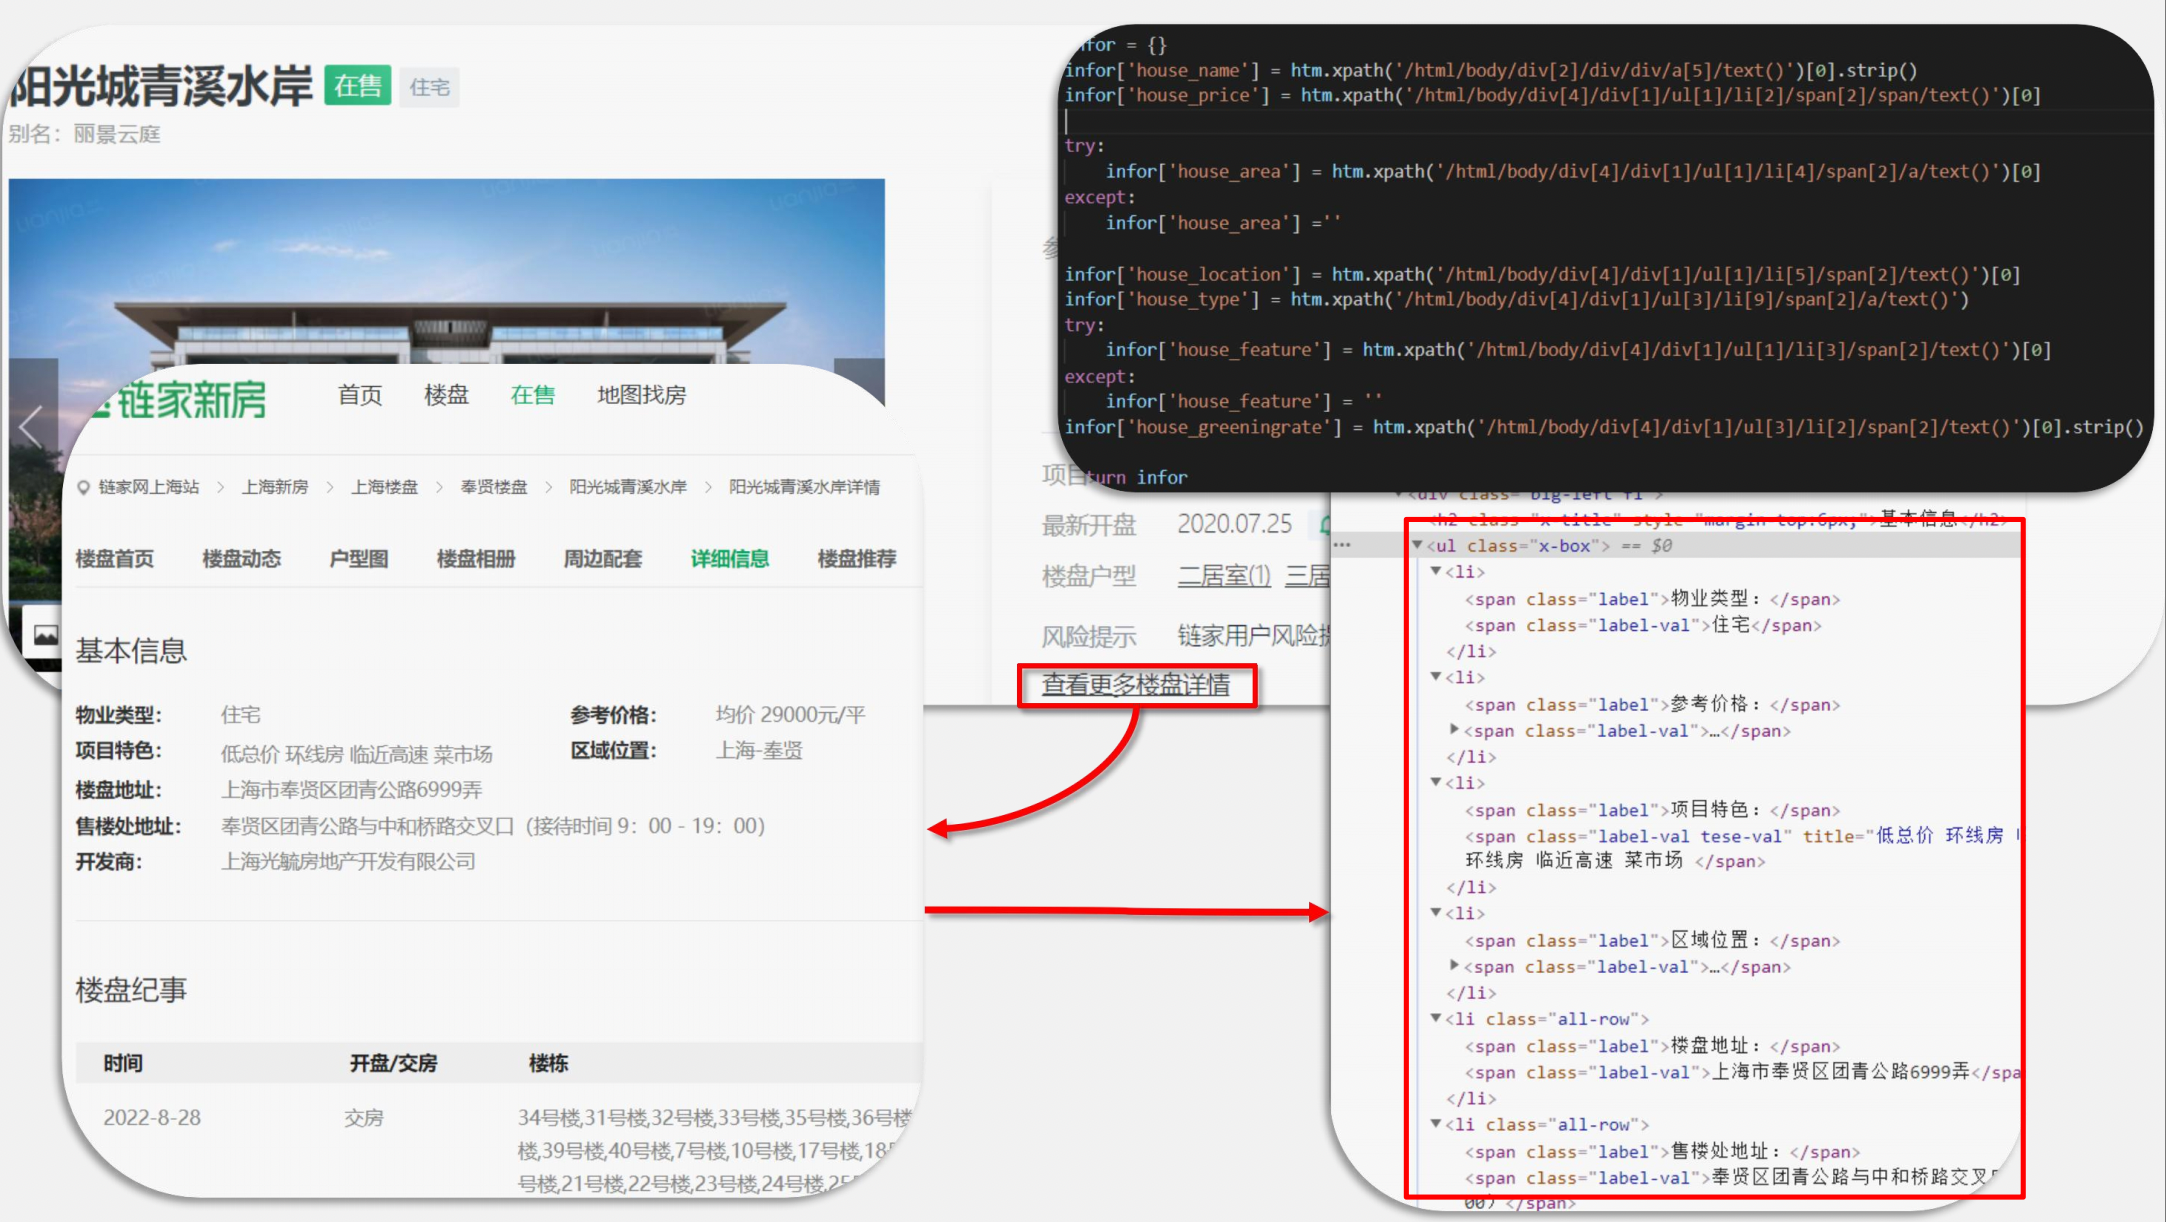 阳光城青溪水岸 在售 住宅
别名：丽景云庭
infor = {}
infor['house_name'] = htm.xpath('/html/body/div[2]/div/div/a[5]/text()')[0].strip()
infor['house_price'] = htm.xpath('/html/body/div[4]/div[1]/ul[1]/li[2]/span[2]/span/text()')[0]
try:
infor['house_area'] = htm.xpath('/html/body/div[4]/div[1]/ul[1]/li[4]/span[2]/a/text()')[0]
except:
infor['house_area'] =''
infor['house_location'] = htm.xpath('/html/body/div[4]/div[1]/ul[1]/li[5]/span[2]/text()')[0]
infor['house_type'] = htm.xpath('/html/body/div[4]/div[1]/ul[3]/li[9]/span[2]/a/text()')
try:
infor['house_feature'] = htm.xpath('/html/body/div[4]/div[1]/ul[1]/li[3]/span[2]/text()')[0]
except:
infor['house_feature'] = ''
infor['house_greeningrate'] = htm.xpath('/html/body/div[4]/div[1]/ul[3]/li[2]/span[2]/text()')[0].strip()
turn infor
项目
最新开盘 2020.07.25
楼盘户型 二居室(1) 三居
风险提示 链家用户风险提
查看更多楼盘详情
链家新房 首页 楼盘 在售 地图找房
链家网上海站 > 上海新房 > 上海楼盘 > 奉贤楼盘 > 阳光城青溪水岸 > 阳光城青溪水岸详情
楼盘首页 楼盘动态 户型图 楼盘相册 周边配套 详细信息 楼盘推荐
基本信息
物业类型： 住宅 参考价格： 均价 29000元/平
项目特色： 低总价 环线房 临近高速 菜市场 区域位置： 上海-奉贤
楼盘地址： 上海市奉贤区团青公路6999弄
售楼处地址： 奉贤区团青公路与中和桥路交叉口（接待时间 9：00 - 19：00）
开发商： 上海光毓房地产开发有限公司
楼盘纪事
时间 开盘/交房 楼栋
2022-8-28 交房 34号楼,31号楼,32号楼,33号楼,35号楼,36号楼
楼,39号楼,40号楼,7号楼,10号楼,17号楼,18
号楼,21号楼,22号楼,23号楼,24号楼,25
<div class="big-left fl">
<h2 class="x-title" style="margin-top:6px;">基本信息</h2>
<ul class="x-box"> == $0
<li>
<span class="label">物业类型：</span>
<span class="label-val">住宅</span>
</li>
<li>
<span class="label">参考价格：</span>
<span class="label-val">…</span>
</li>
<li>
<span class="label">项目特色：</span>
<span class="label-val tese-val" title="低总价 环线房
环线房 临近高速 菜市场 </span>
</li>
<li>
<span class="label">区域位置：</span>
<span class="label-val">…</span>
</li>
<li class="all-row">
<span class="label">楼盘地址：</span>
<span class="label-val">上海市奉贤区团青公路6999弄</spa
</li>
<li class="all-row">
<span class="label">售楼处地址：</span>
<span class="label-val">奉贤区团青公路与中和桥路交叉
00）</span>